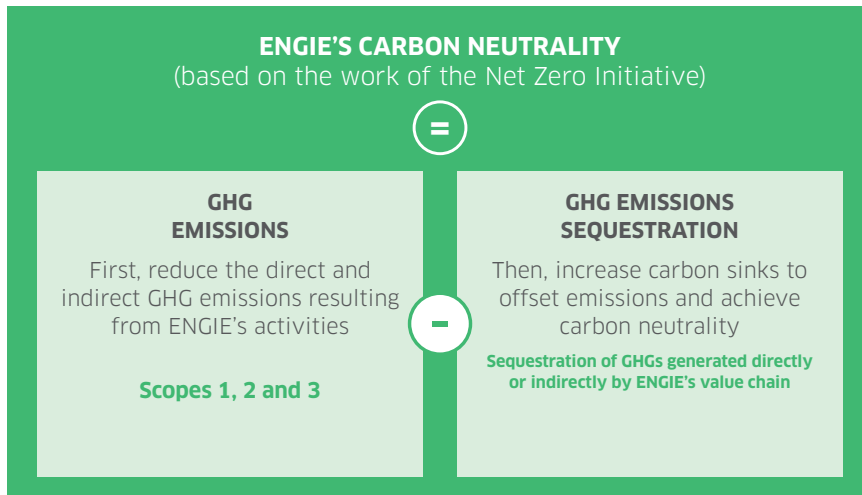 ENGIE'S CARBON NEUTRALITY
(based on the work of the Net Zero Initiative)
=
GHG
EMISSIONS
First, reduce the direct and
indirect GHG emissions resulting
from ENGIE's activities
Scopes 1, 2 and 3
-
GHG EMISSIONS
SEQUESTRATION
Then, increase carbon sinks to
offset emissions and achieve
carbon neutrality
Sequestration of GHGs generated directly
or indirectly by ENGIE's value chain